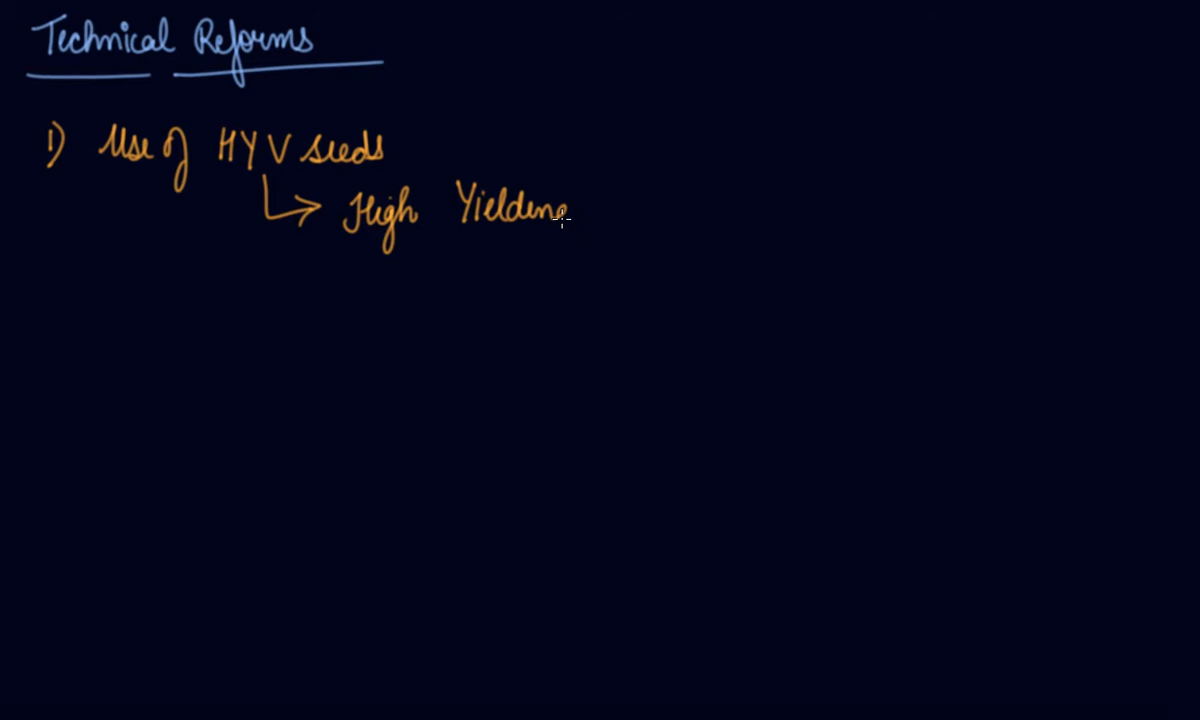 Technical Reforms
1) Use of HYV seeds
High Yielding